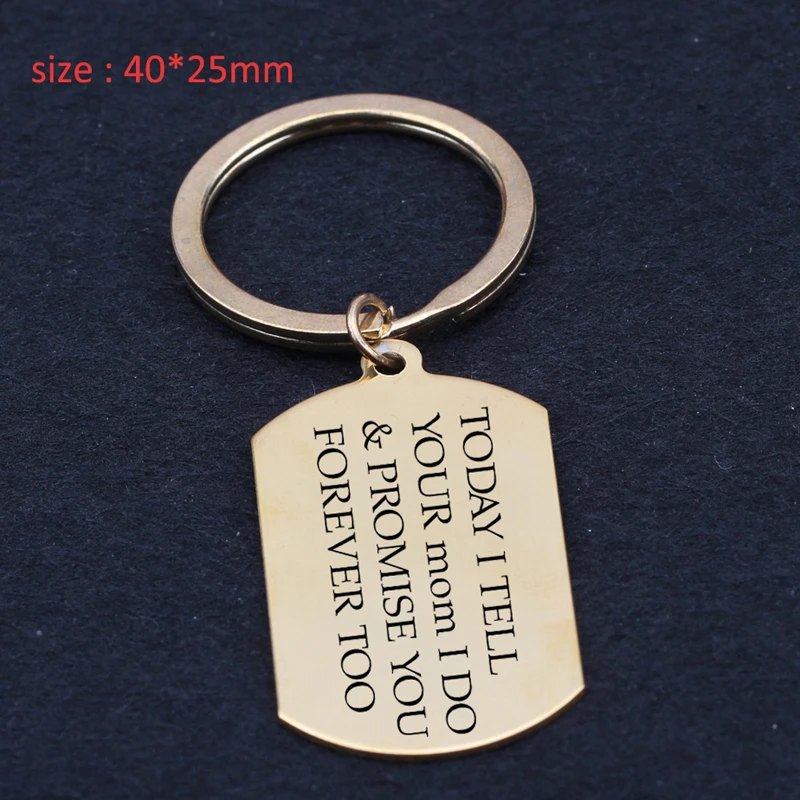 size : 40*25mm
TODAY I TELL
YOUR mom I DO
& PROMISE YOU
FOREVER TOO